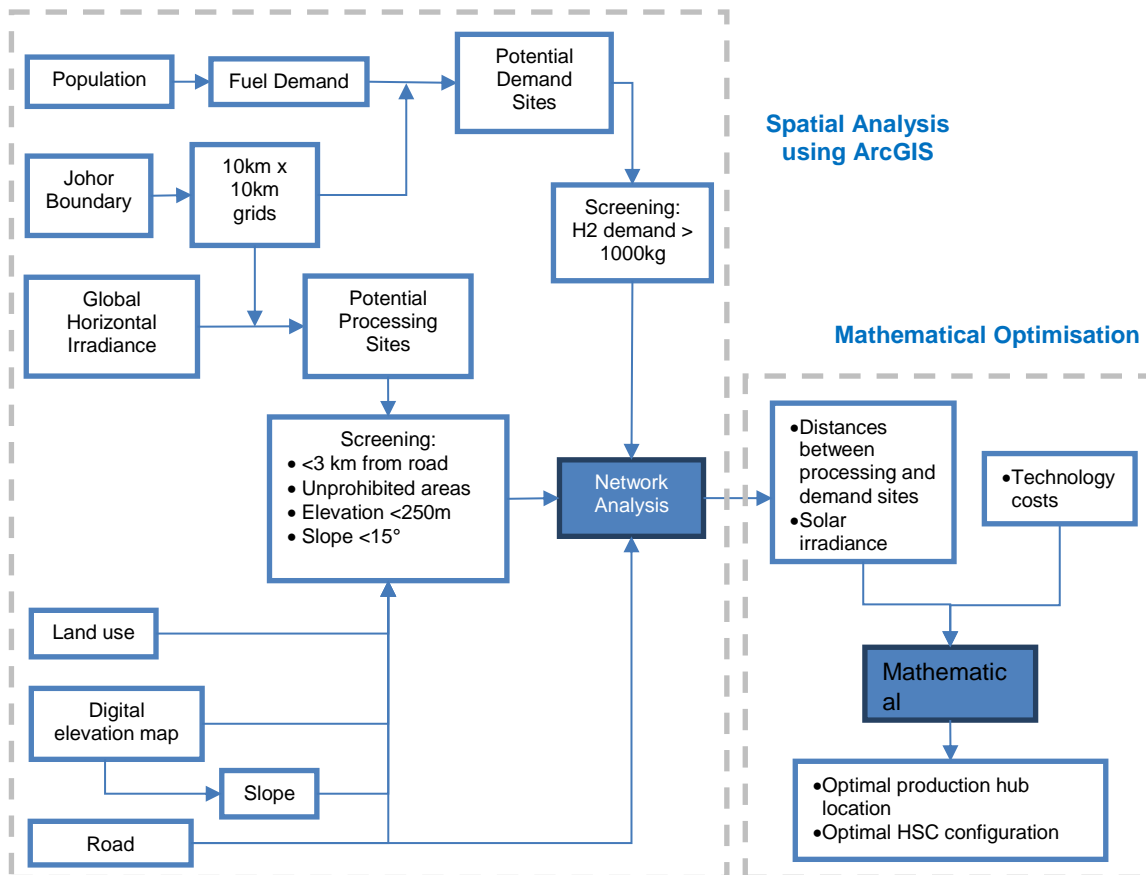 Population
Fuel Demand
Potential
Demand
Sites
Spatial Analysis
using ArcGIS
Johor
Boundary
10km x
10km
grids
Screening:
H2 demand >
1000kg
Global
Horizontal
Irradiance
Potential
Processing
Sites
Mathematical Optimisation
Screening:
• <3 km from road
• Unprohibited areas
• Elevation <250m
• Slope <15°
Network
Analysis
•Distances
between
processing and
demand sites
•Solar
irradiance
•Technology
costs
Land use
Digital
elevation map
Slope
Road
Mathematic
al
•Optimal production hub
location
•Optimal HSC configuration